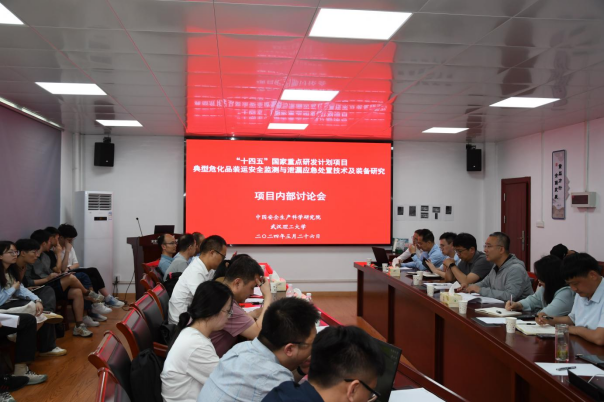 “十四五”国家重点研发计划项目
典型危化品装运安全监测与泄漏应急处置技术及装备研究
项目内部讨论会
中国安全生产科学研究院
武汉理工大学
二〇二四年五月二十六日